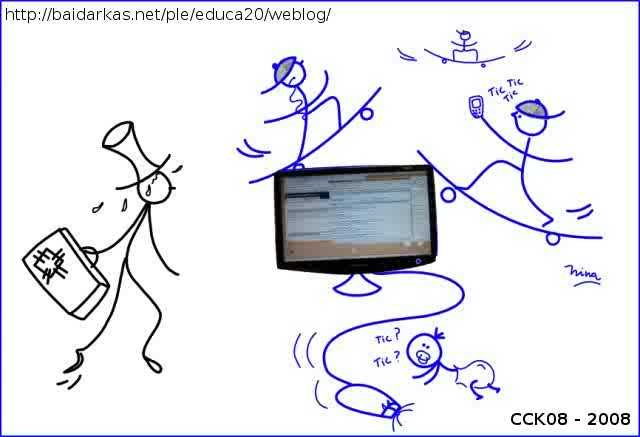 http://baidarkas.net/ple/educa20/weblog/
Tic Tic
Tic
nina
Tic?
Tic?
CCK08 - 2008